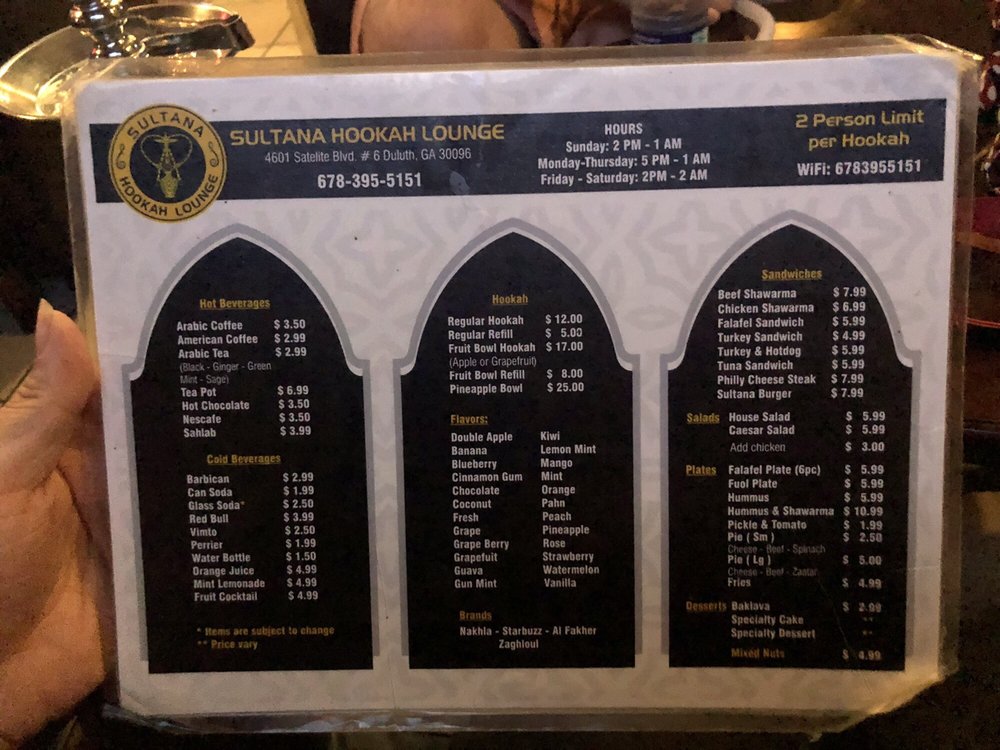 SULTANA HOOKAH LOUNGE
SULTANA HOOKAH LOUNGE
4601 Satelite Blvd. # 6 Duluth, GA 30096
678-395-5151
HOURS
Sunday: 2 PM - 1 AM
Monday-Thursday: 5 PM - 1 AM
Friday - Saturday: 2PM - 2 AM
2 Person Limit
per Hookah
WiFi: 6783955151
Hot Beverages
Arabic Coffee $ 3.50
American Coffee $ 2.99
Arabic Tea $ 2.99
(Black - Ginger - Green
Mint - Sage)
Tea Pot $ 6.99
Hot Chocolate $ 3.50
Nescafe $ 3.50
Sahlab $ 3.99
Cold Beverages
Barbican $ 2.99
Can Soda $ 1.99
Glass Soda* $ 2.50
Red Bull $ 3.99
Vimto $ 2.50
Perrier $ 1.99
Water Bottle $ 1.50
Orange Juice $ 4.99
Mint Lemonade $ 4.99
Fruit Cocktail $ 4.99
* Items are subject to change
** Price vary
Hookah
Regular Hookah $ 12.00
Regular Refill $ 5.00
Fruit Bowl Hookah $ 17.00
(Apple or Grapefruit)
Fruit Bowl Refill $ 8.00
Pineapple Bowl $ 25.00
Flavors:
Double Apple Kiwi
Banana Lemon Mint
Blueberry Mango
Cinnamon Gum Mint
Chocolate Orange
Coconut Pahn
Fresh Peach
Grape Pineapple
Grape Berry Rose
Grapefuit Strawberry
Guava Watermelon
Gun Mint Vanilla
Brands
Nakhla - Starbuzz - Al Fakher
Zaghloul
Sandwiches
Beef Shawarma $ 7.99
Chicken Shawarma $ 6.99
Falafel Sandwich $ 5.99
Turkey Sandwich $ 4.99
Turkey & Hotdog $ 5.99
Tuna Sandwich $ 5.99
Philly Cheese Steak $ 7.99
Sultana Burger $ 7.99
Salads House Salad $ 5.99
Caesar Salad $ 5.99
Add chicken $ 3.00
Plates Falafel Plate (6pc) $ 5.99
Fuol Plate $ 5.99
Hummus $ 5.99
Hummus & Shawarma $ 10.99
Pickle & Tomato $ 1.99
Pie ( Sm ) $ 2.50
Cheese - Beef - Spinach
Pie ( Lg ) $ 5.00
Cheese - Beef - Zaatar
Fries $ 4.99
Desserts Baklava $ 2.99
Specialty Cake **
Specialty Dessert **
Mixed Nuts $ 4.99